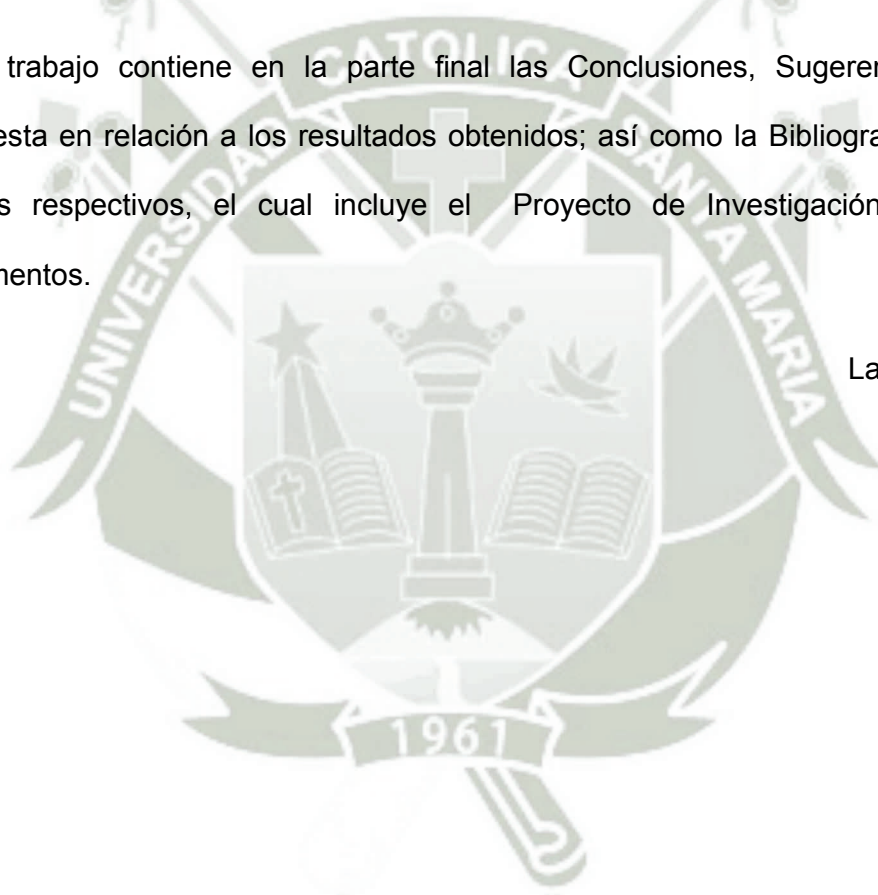 trabajo contiene en la parte final las Conclusiones, Sugeren
esta en relación a los resultados obtenidos; así como la Bibliogra
s respectivos, el cual incluye el Proyecto de Investigación
mentos.
La
UNIVERSIDAD CATOLICA SANTA MARIA
1961